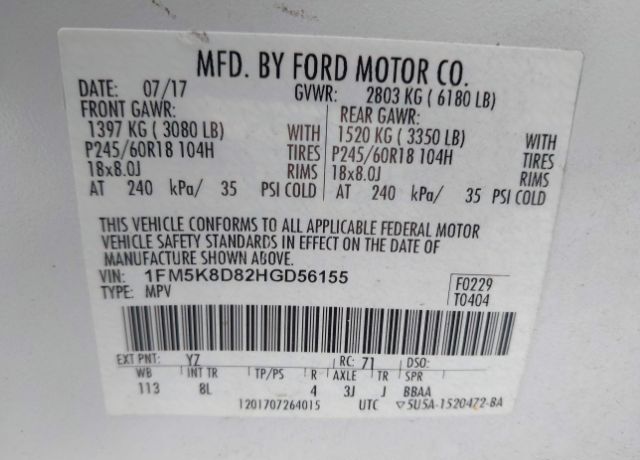 MFD. BY FORD MOTOR CO.
DATE: 07/17 GVWR: 2803 KG ( 6180 LB)
FRONT GAWR: REAR GAWR:
1397 KG ( 3080 LB) WITH 1520 KG ( 3350 LB) WITH
P245/60R18 104H TIRES P245/60R18 104H TIRES
18x8.0J RIMS 18x8.0J RIMS
AT 240 kPa/ 35 PSI COLD AT 240 kPa/ 35 PSI COLD
THIS VEHICLE CONFORMS TO ALL APPLICABLE FEDERAL MOTOR
VEHICLE SAFETY STANDARDS IN EFFECT ON THE DATE OF
MANUFACTURE SHOWN ABOVE.
VIN: 1FM5K8D82HGD56155 F0229
TYPE: MPV T0404
EXT PNT: YZ RC: 71 DSO:
WB INT TR TP/PS R AXLE TR SPR
113 8L 4 3J J BBAA
1201707264015 UTC ▽5U5A-1520472-BA